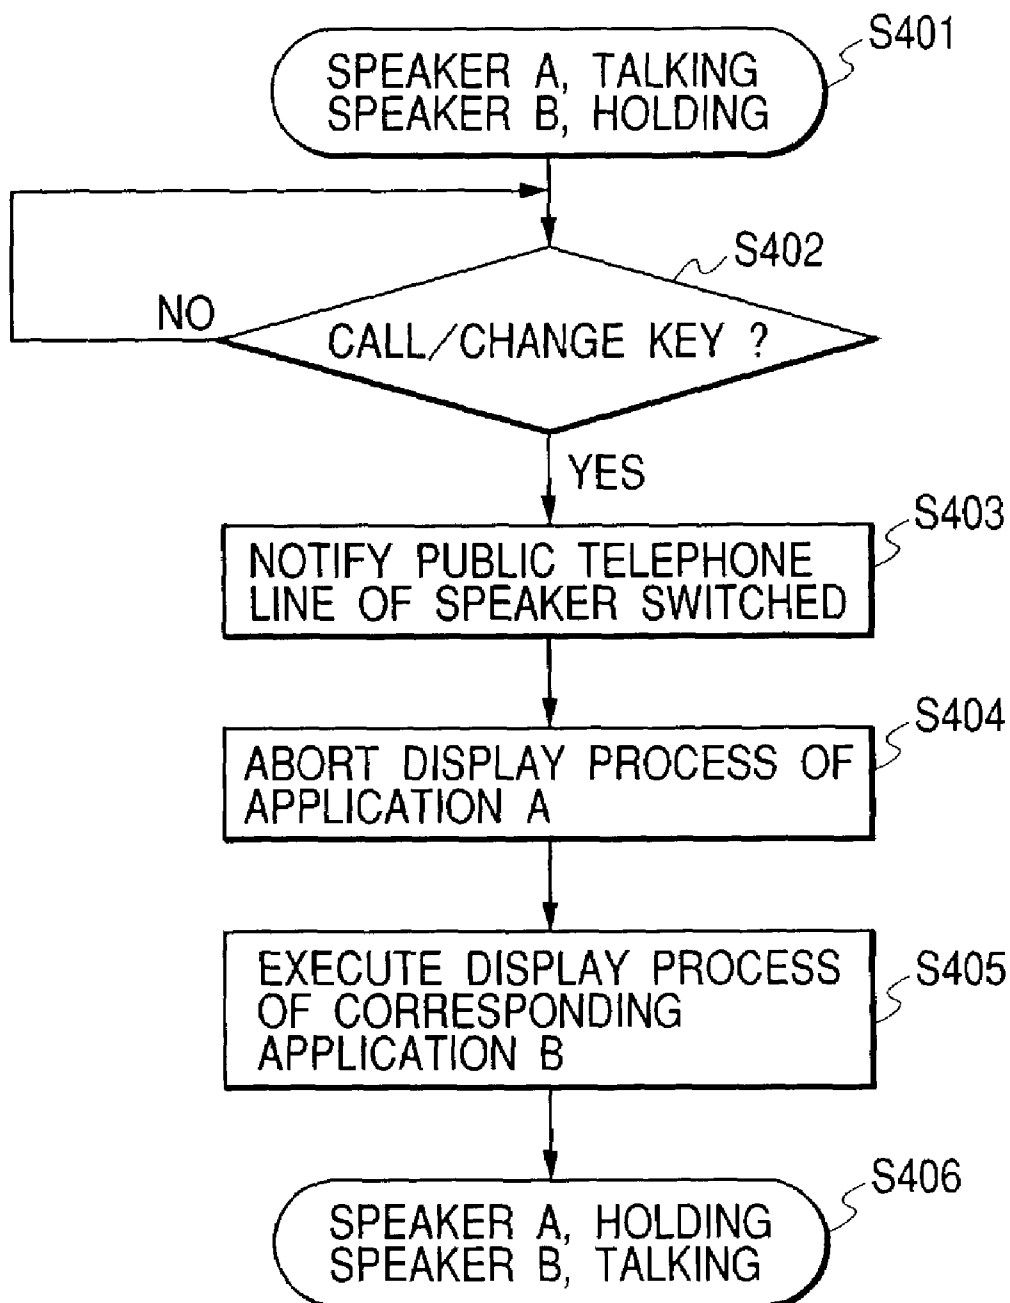 S401
SPEAKER A, TALKING
SPEAKER B, HOLDING
S402
NO
CALL/CHANGE KEY ?
YES
S403
NOTIFY PUBLIC TELEPHONE
LINE OF SPEAKER SWITCHED
S404
ABORT DISPLAY PROCESS OF
APPLICATION A
S405
EXECUTE DISPLAY PROCESS
OF CORRESPONDING
APPLICATION B
S406
SPEAKER A, HOLDING
SPEAKER B, TALKING